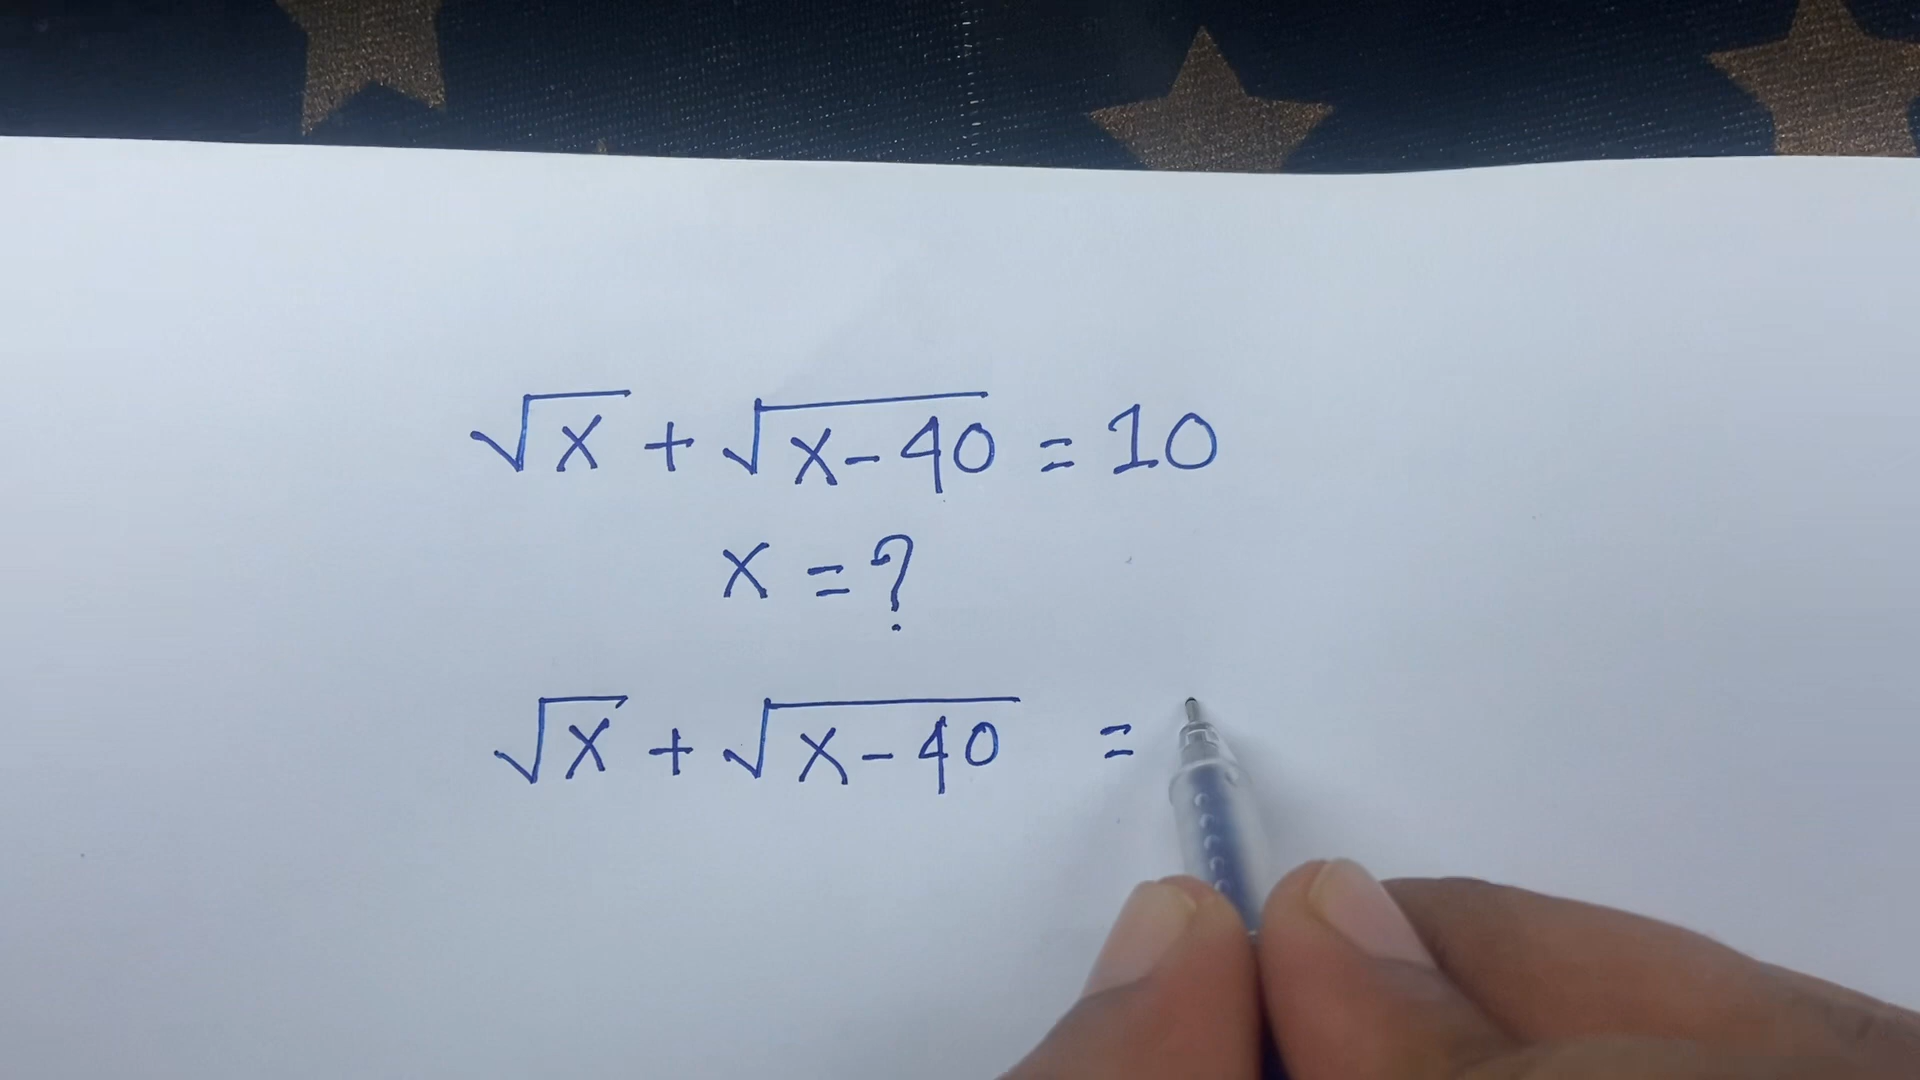 √x + √x-40 = 10
x = ?
√x + √x-40 =